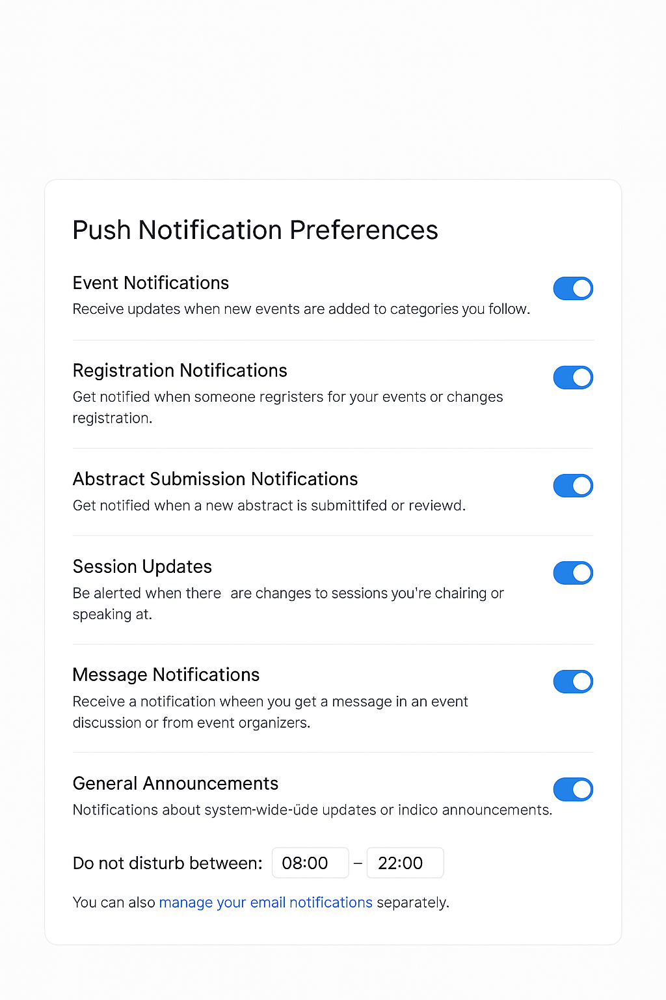 Push Notification Preferences
Event Notifications
Receive updates when new events are added to categories you follow.
Registration Notifications
Get notified when someone regristers for your events or changes
registration.
Abstract Submission Notifications
Get notified when a new abstract is submittifed or reviewd.
Session Updates
Be alerted when there are changes to sessions you're chairing or
speaking at.
Message Notifications
Receive a notification wheen you get a message in an event
discussion or from event organizers.
General Announcements
Notifications about system-wide-üde updates or indico announcements.
Do not disturb between: 08:00 – 22:00
You can also manage your email notifications separately.